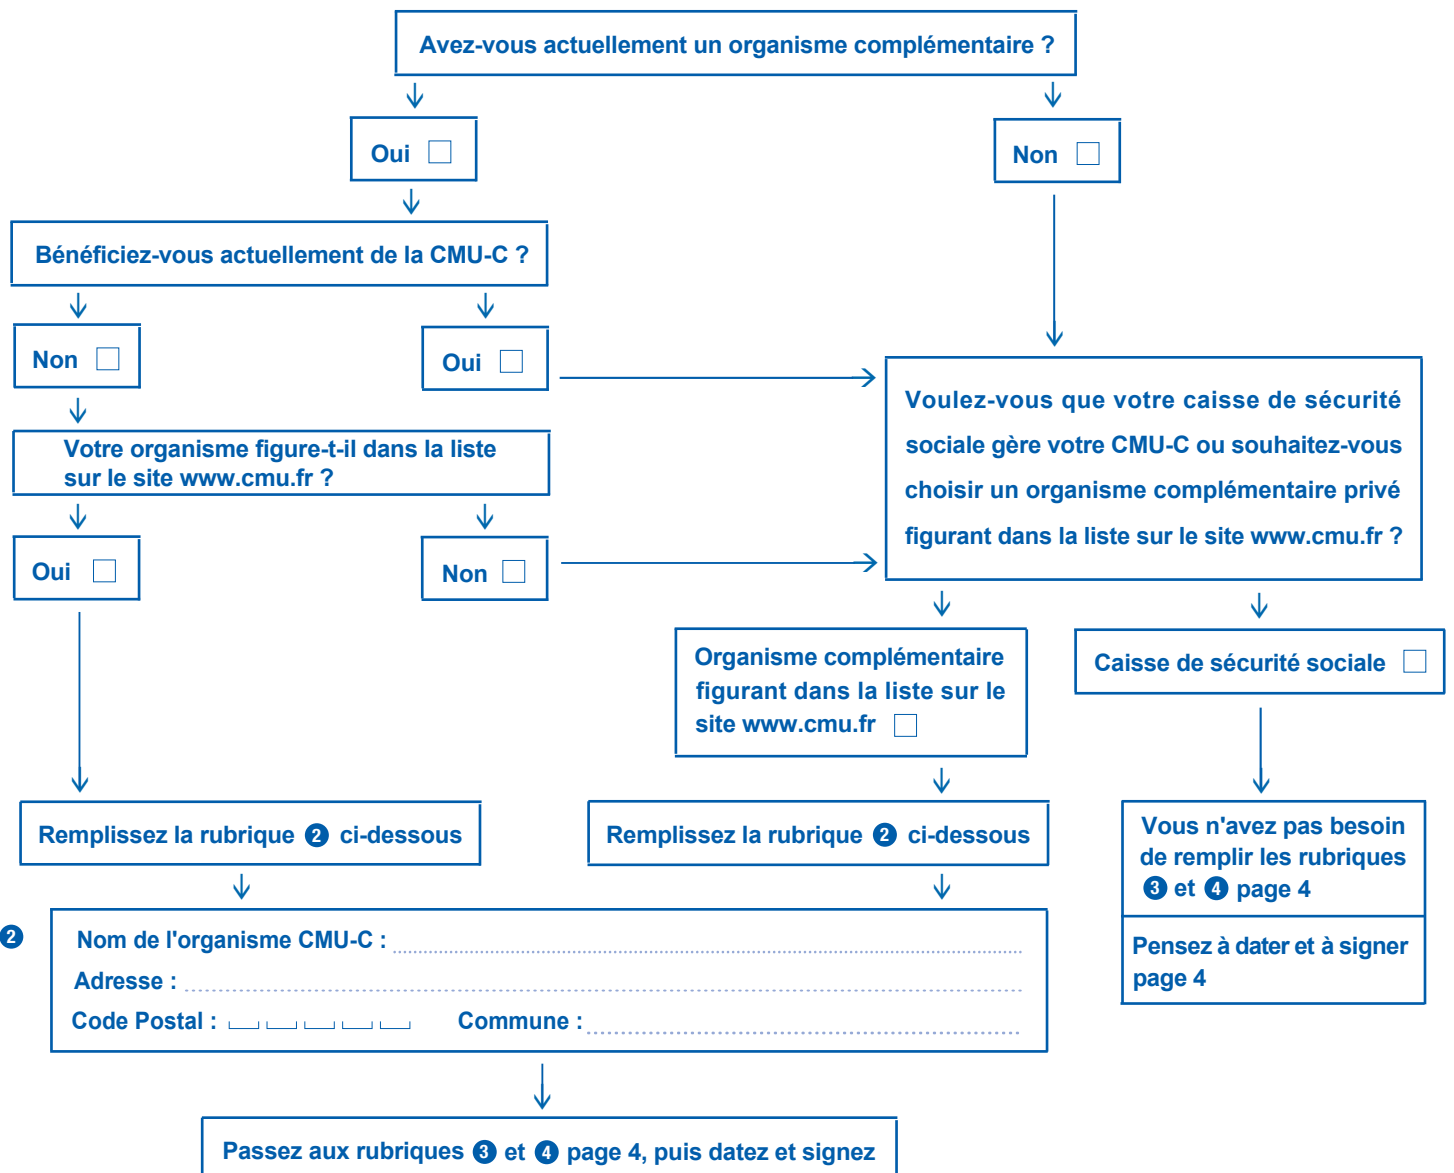 Avez-vous actuellement un organisme complémentaire ?
Oui
Non
Bénéficiez-vous actuellement de la CMU-C ?
Non
Oui
Voulez-vous que votre caisse de sécurité
sociale gère votre CMU-C ou souhaitez-vous
choisir un organisme complémentaire privé
figurant dans la liste sur le site www.cmu.fr ?
Votre organisme figure-t-il dans la liste
sur le site www.cmu.fr ?
Oui
Non
Organisme complémentaire
figurant dans la liste sur le
site www.cmu.fr
Caisse de sécurité sociale
Remplissez la rubrique 2 ci-dessous
Remplissez la rubrique 2 ci-dessous
Vous n'avez pas besoin
de remplir les rubriques
3 et 4 page 4
Pensez à dater et à signer
page 4
2
Nom de l'organisme CMU-C :
Adresse :
Code Postal : Commune :
Passez aux rubriques 3 et 4 page 4, puis datez et signez